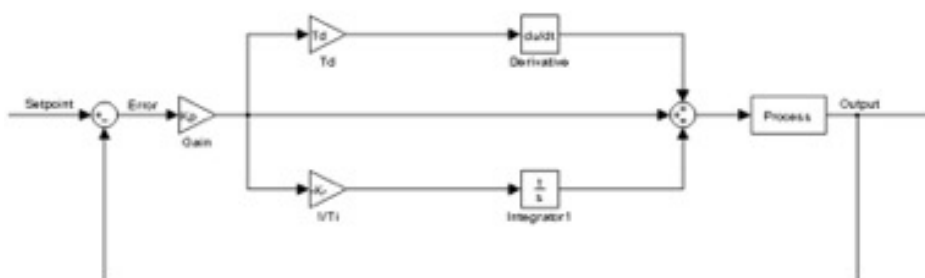 Td
Td
du/dt
Derivative
Setpoint
Error
Kp
Gain
Process
Output
-K-
1/Ti
1
s
Integrator1